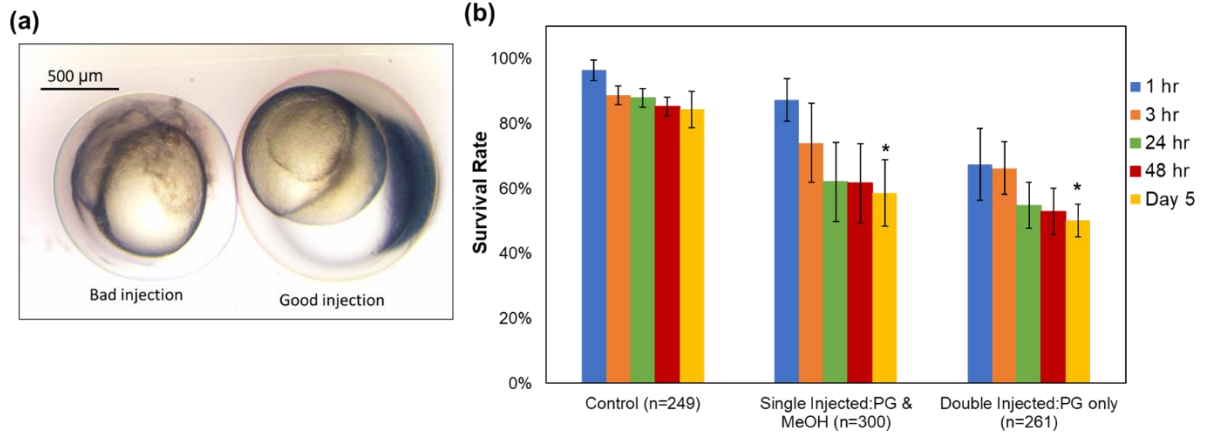 (a)
500 µm
Bad injection
Good injection
(b)
Survival Rate
100%
80%
60%
40%
20%
0%
*
*
Control (n=249)
Single Injected:PG &
MeOH (n=300)
Double Injected:PG only
(n=261)
1 hr
3 hr
24 hr
48 hr
Day 5